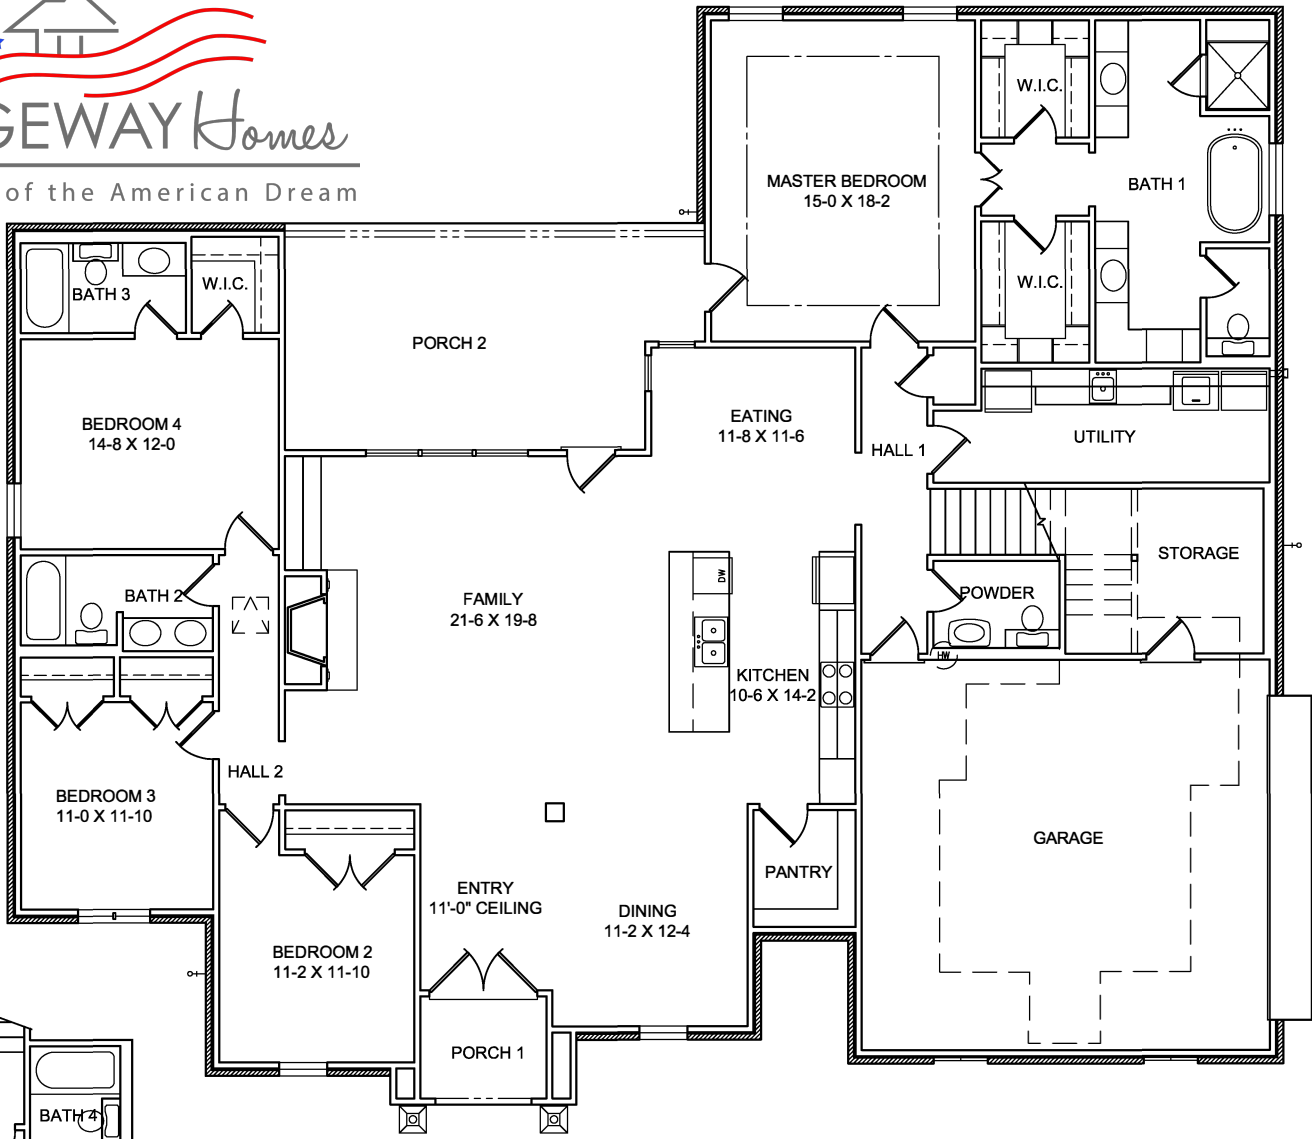 GEWAY Homes
of the American Dream
W.I.C.
MASTER BEDROOM
15-0 X 18-2
BATH 1
W.I.C.
BATH 3
W.I.C.
PORCH 2
BEDROOM 4
14-8 X 12-0
EATING
11-8 X 11-6
HALL 1
UTILITY
STORAGE
BATH 2
FAMILY
21-6 X 19-8
DW
POWDER
HW
KITCHEN
10-6 X 14-2
HALL 2
BEDROOM 3
11-0 X 11-10
GARAGE
PANTRY
ENTRY
11'-0" CEILING
DINING
11-2 X 12-4
BEDROOM 2
11-2 X 11-10
PORCH 1
BATH 4